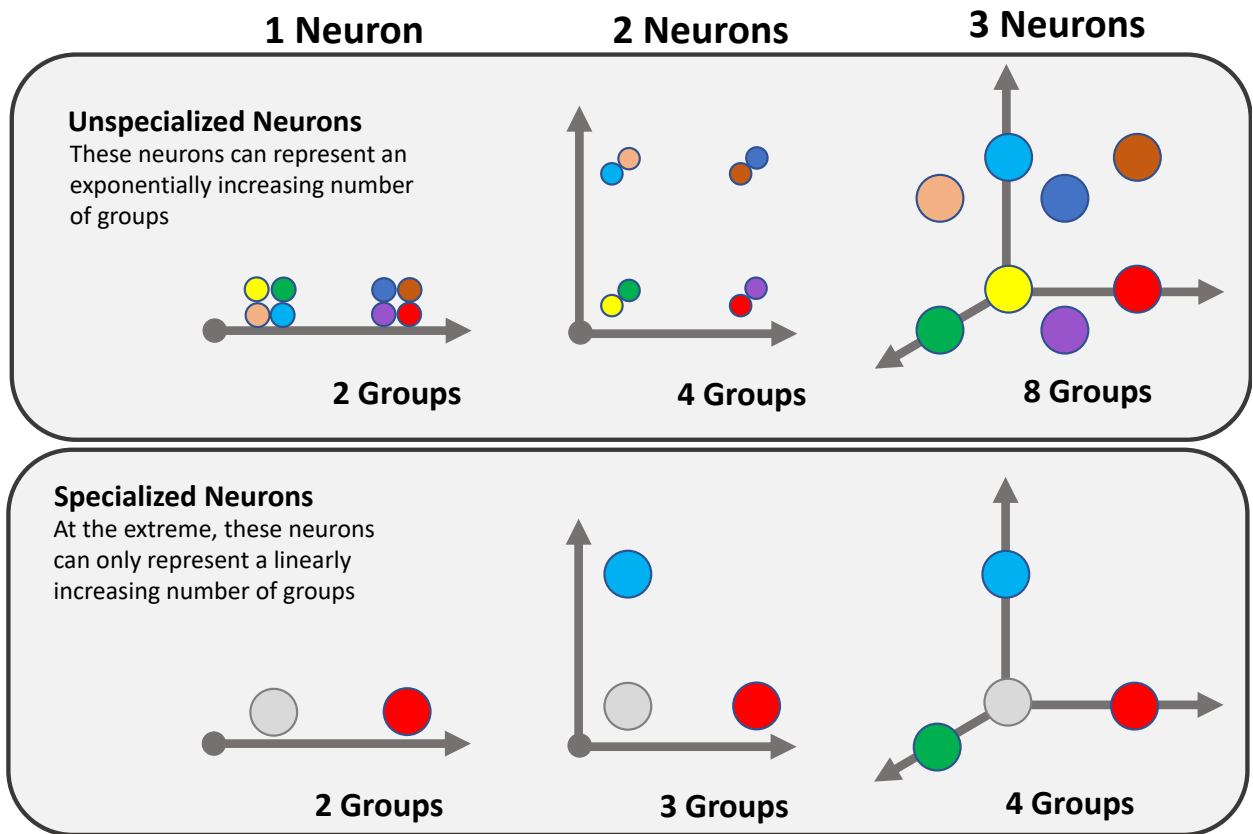 1 Neuron
2 Neurons
3 Neurons
Unspecialized Neurons
These neurons can represent an
exponentially increasing number
of groups
2 Groups
4 Groups
8 Groups
Specialized Neurons
At the extreme, these neurons
can only represent a linearly
increasing number of groups
2 Groups
3 Groups
4 Groups